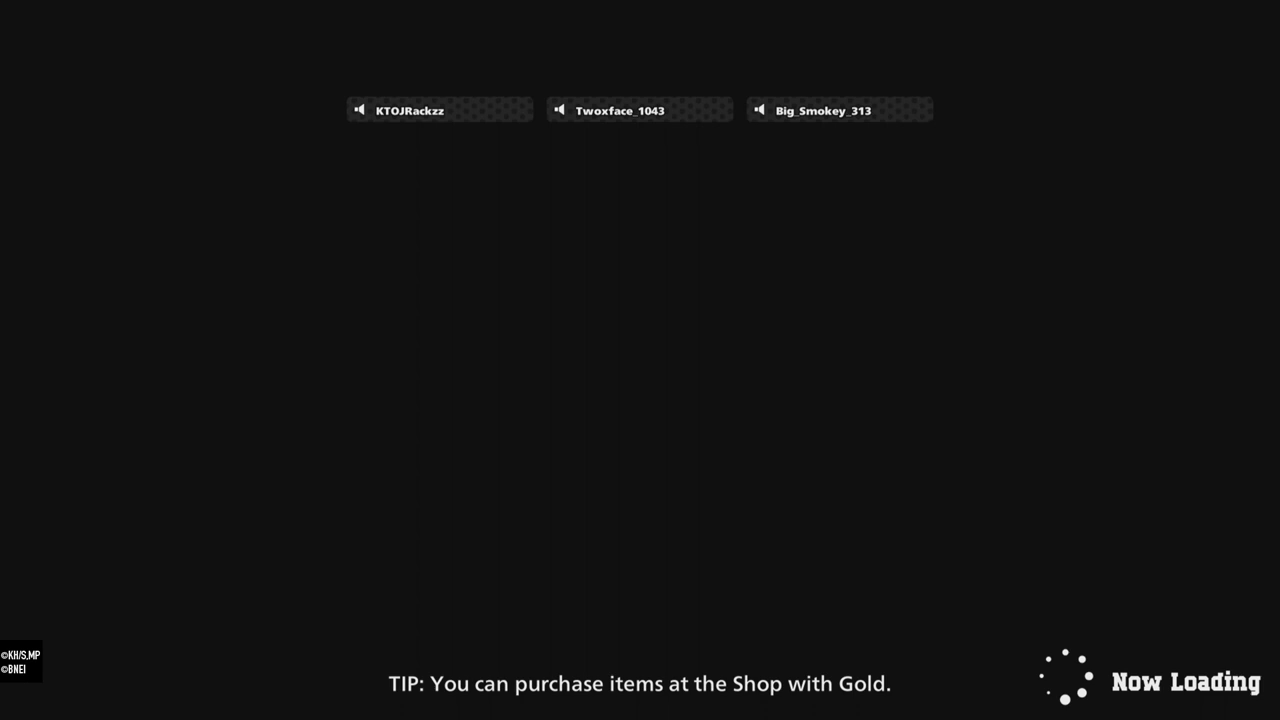 KTOJRackzz
Twoxface_1043
Big_Smokey_313
©KH/S,MP
©BNEI
TIP: You can purchase items at the Shop with Gold.
Now Loading